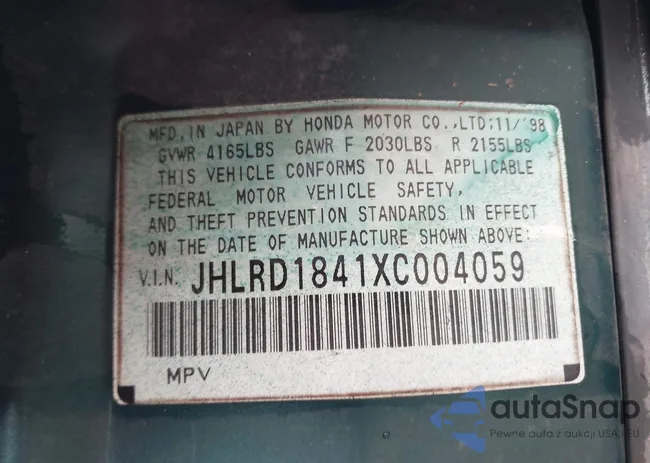 MFD.IN JAPAN BY HONDA MOTOR CO.,LTD;11/'98
GVWR 4165LBS GAWR F 2030LBS R 2155LBS
THIS VEHICLE CONFORMS TO ALL APPLICABLE
FEDERAL MOTOR VEHICLE SAFETY,
AND THEFT PREVENTION STANDARDS IN EFFECT
ON THE DATE OF MANUFACTURE SHOWN ABOVE:
V.I.N. JHLRD1841XC004059
MPV
autaSnap
Pewne auta z aukcji USA i EU